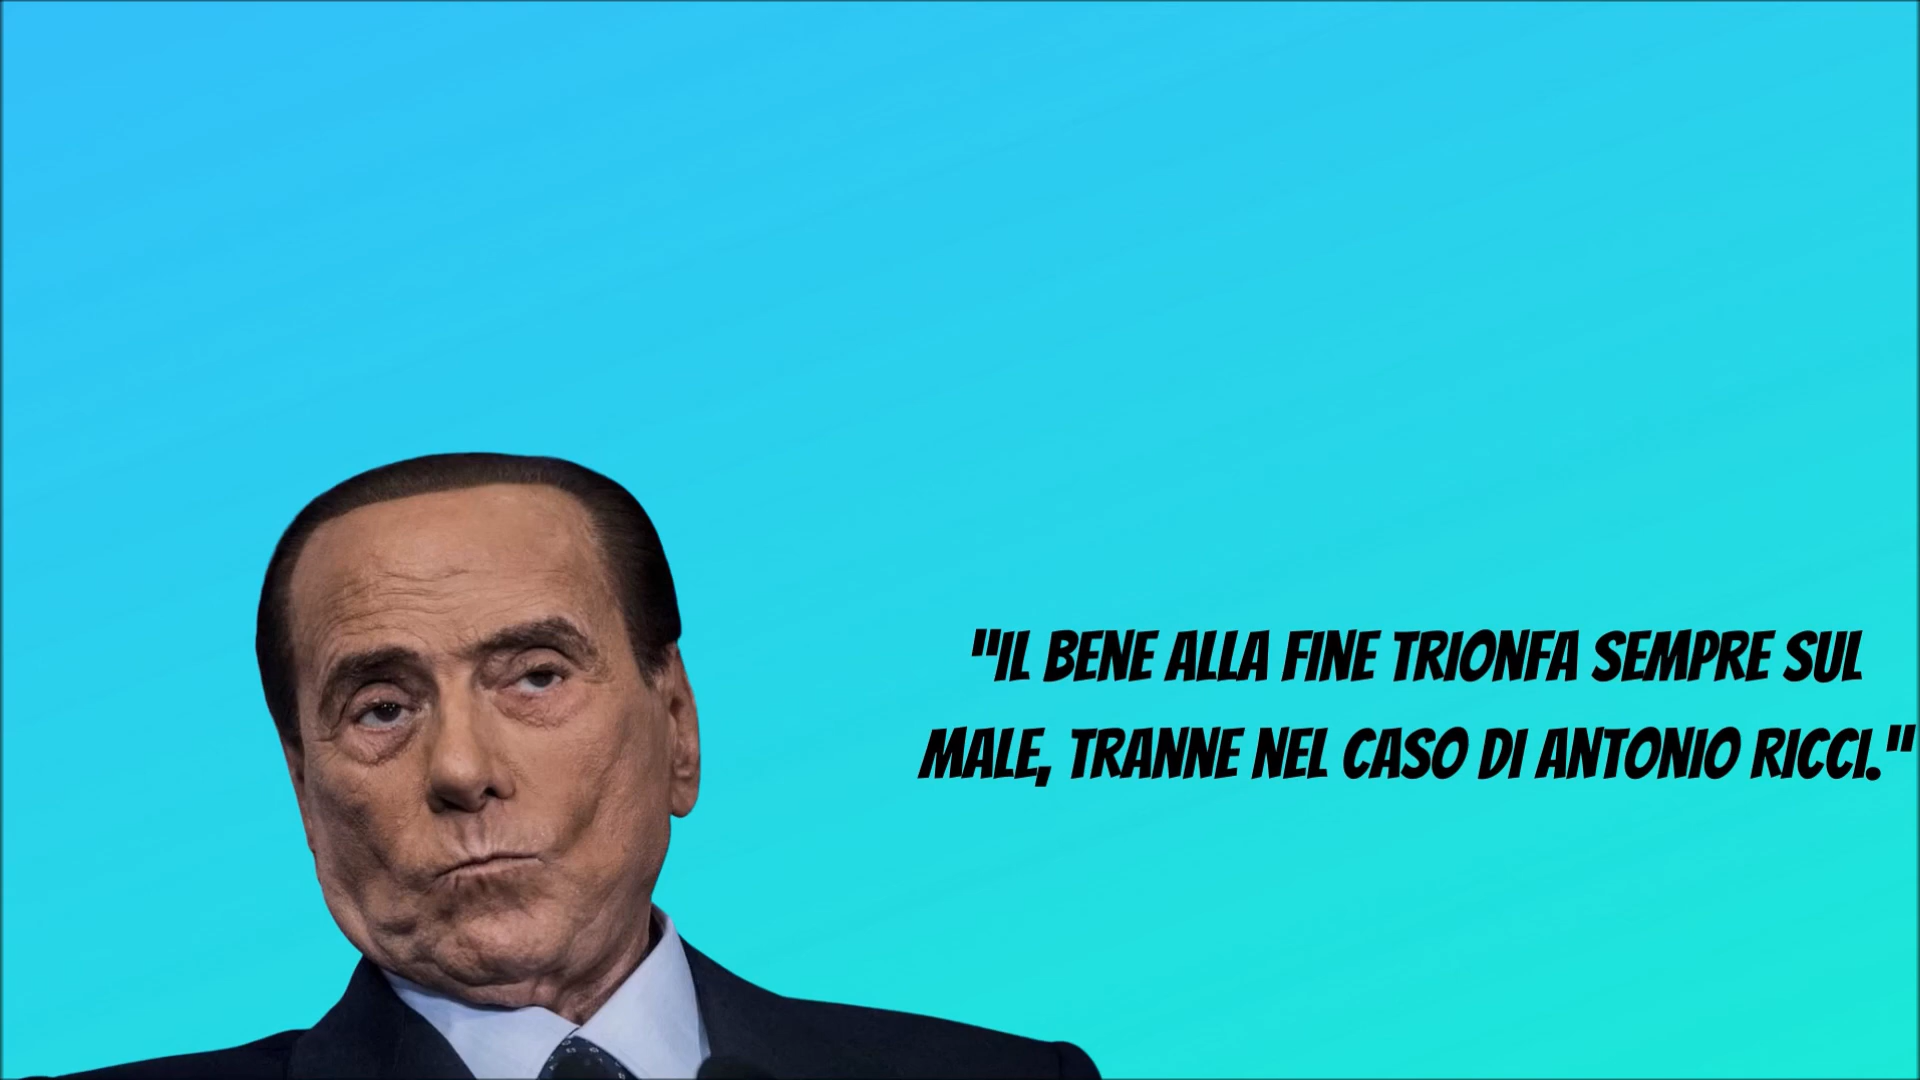 "IL BENE ALLA FINE TRIONFA SEMPRE SUL
MALE, TRANNE NEL CASO DI ANTONIO RICCI."